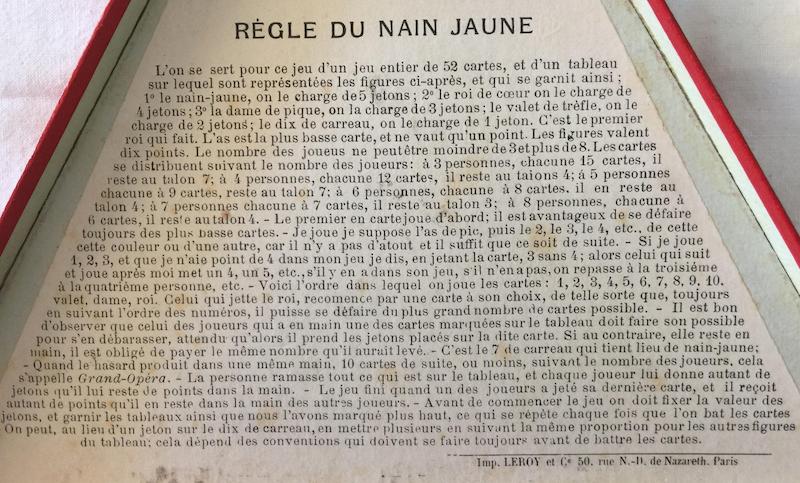 RÈGLE DU NAIN JAUNE
L'on se sert pour ce jeu d'un jeu entier de 52 cartes, et d'un tableau
sur lequel sont représentées les figures ci-après, et qui se garnit ainsi ;
1º le nain-jaune, on le charge de 5 jetons ; 2º le roi de cœur on le charge de
4 jetons ; 3º la dame de pique, on la charge de 3 jetons ; le valet de trèfle, on le
charge de 2 jetons ; le dix de carreau, on le charge de 1 jeton. C'est le premier
roi qui fait. L'as est la plus basse carte, et ne vaut qu'un point. Les figures valent
dix points. Le nombre des joueus ne peut être moindre de 3 et plus de 8. Les cartes
se distribuent suivant le nombre des joueurs : à 3 personnes, chacune 15 cartes, il
reste au talon 7; à 4 personnes, chacune 12 cartes, il reste au talons 4; à 5 personnes
chacune à 9 cartes, reste au talon 7; à 6 personnes, chacune à 8 cartes, il en reste au
talon 4; à 7 personnes chacune à 7 cartes, il reste au talon 3; à 8 personnes, chacune à
6 cartes, il reste au talon 4. - Le premier en carte joue d'abord; il est avantageux de se défaire
toujours des plus basses cartes. - Je joue je suppose l'as de pic, puis le 2, le 3, le 4, etc., de cette
cette couleur ou d'une autre, car il n'y a pas d'atout et il suffit que ce soit de suite. - Si je joue
1, 2, 3, et que je n'aie point de 4 dans mon jeu je dis, en jetant la carte, 3 sans 4; alors celui qui suit
et joue après moi met un 4, un 5, etc., s'il y en a dans son jeu, s'il n'en a pas, on repasse à la troisiéme
à la quatrième personne, etc. - Voici l'ordre dans lequel on joue les cartes : 1, 2, 3, 4, 5, 6, 7, 8, 9, 10.
valet, dame, roi. Celui qui jette le roi, recomence par une carte à son choix, de telle sorte que, toujours
en suivant l'ordre des numéros, il puisse se défaire du plus grand nombre de cartes possible. - Il est bon
d'observer que celui des joueurs qui a en main une des cartes marquées sur le tableau doit faire son possible
pour s'en débarasser, attendu qu'alors il prend les jetons placés sur la dite carte. Si au contraire, elle reste en
main, il est obligé de payer le même nombre qu'il aurait levé. - C'est le 7 de carreau qui tient lieu de nain-jaune;
- Quand le hasard produit dans une même main, 10 cartes de suite, ou moins, suivant le nombre des joueurs, cela
s'appelle Grand-Opéra. - La personne ramasse tout ce qui est sur le tableau, et chaque joueur lui donne autant de
jetons qu'il lui reste de points dans la main. - Le jeu fini quand un des joueurs a jeté sa dernière carte, et il reçoit
autant de points qu'il en reste dans la main des autres joueurs. - Avant de commencer le jeu on doit fixer la valeur des
jetons, et garnir les tableaux ainsi que nous l'avons marqué plus haut, ce qui se répète chaque fois que l'on bat les cartes
On peut, au lieu d'un jeton sur le dix de carreau, en mettre plusieurs en suivant la même proportion pour les autres figures
du tableau; cela dépend des conventions qui doivent se faire toujours avant de battre les cartes.
Imp. LEROY et Cᵉ 50, rue N.-D. de Nazareth. Paris